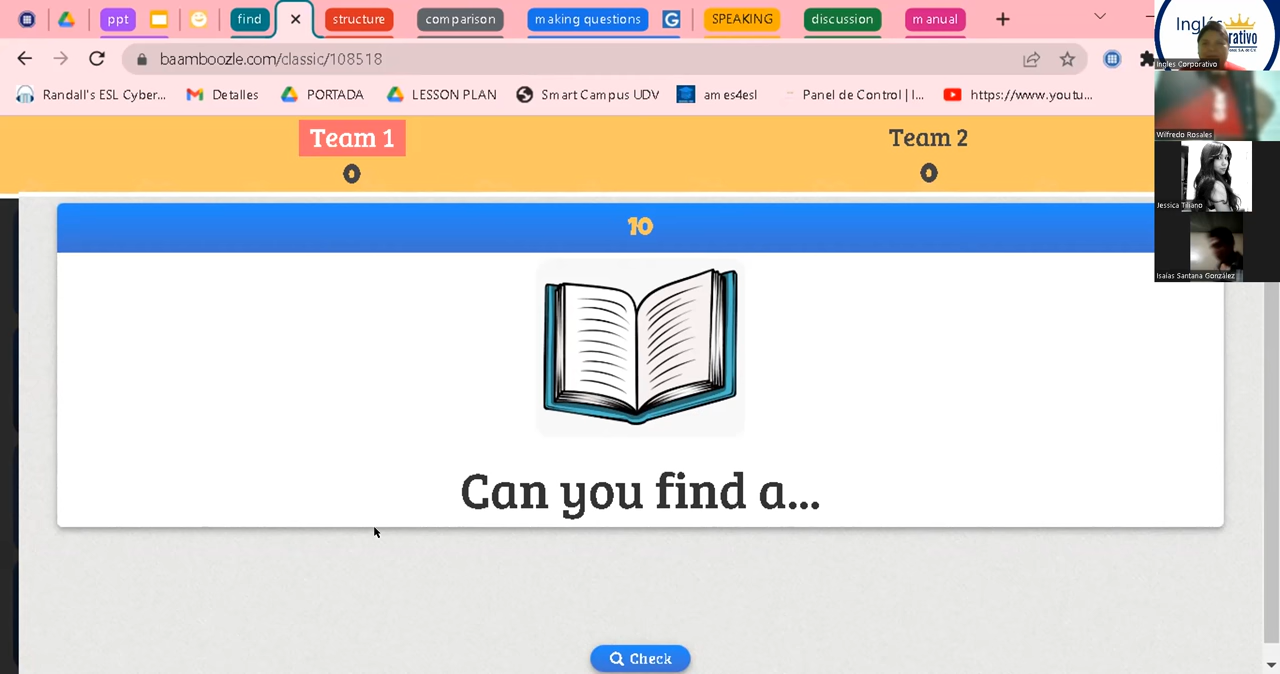 ppt
find
structure
comparison
making questions
SPEAKING
discussion
manual
baamboozle.com/classic/108518
Randall's ESL Cyber...
Detalles
PORTADA
LESSON PLAN
Smart Campus UDV
ames4esl
Panel de Control | I...
https://www.youtu...
Ingles Corporativo
Wilfredo Rosales
Jessica Tiliano
Isaías Santana González
Team 1
0
Team 2
0
10
Can you find a...
Check